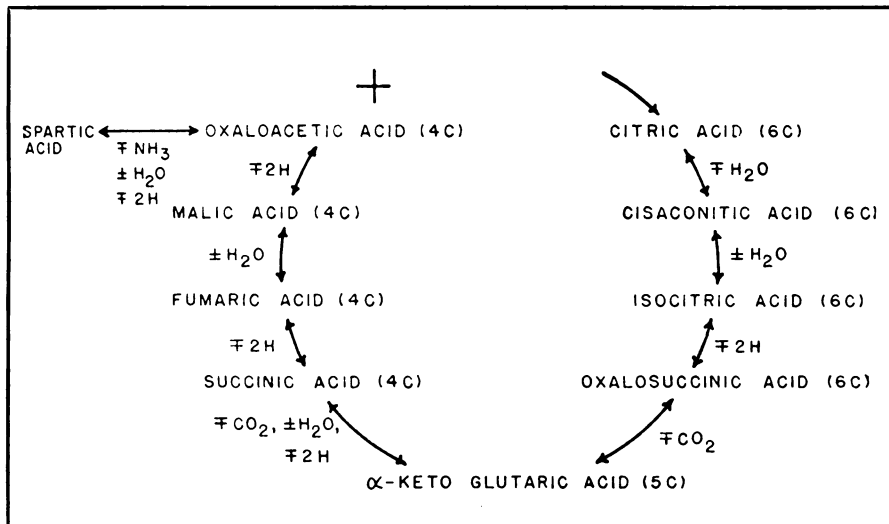 SPARTIC
ACID
∓ NH₃
± H₂O
∓ 2H
OXALOACETIC ACID (4C)
∓2H
MALIC ACID (4C)
±H₂O
FUMARIC ACID (4C)
∓2H
SUCCINIC ACID (4C)
∓CO₂, ±H₂O,
∓2H
α-KETO GLUTARIC ACID (5C)
CITRIC ACID (6C)
∓H₂O
CISACONITIC ACID (6C)
±H₂O
ISOCITRIC ACID (6C)
∓2H
OXALOSUCCINIC ACID (6C)
∓CO₂
+